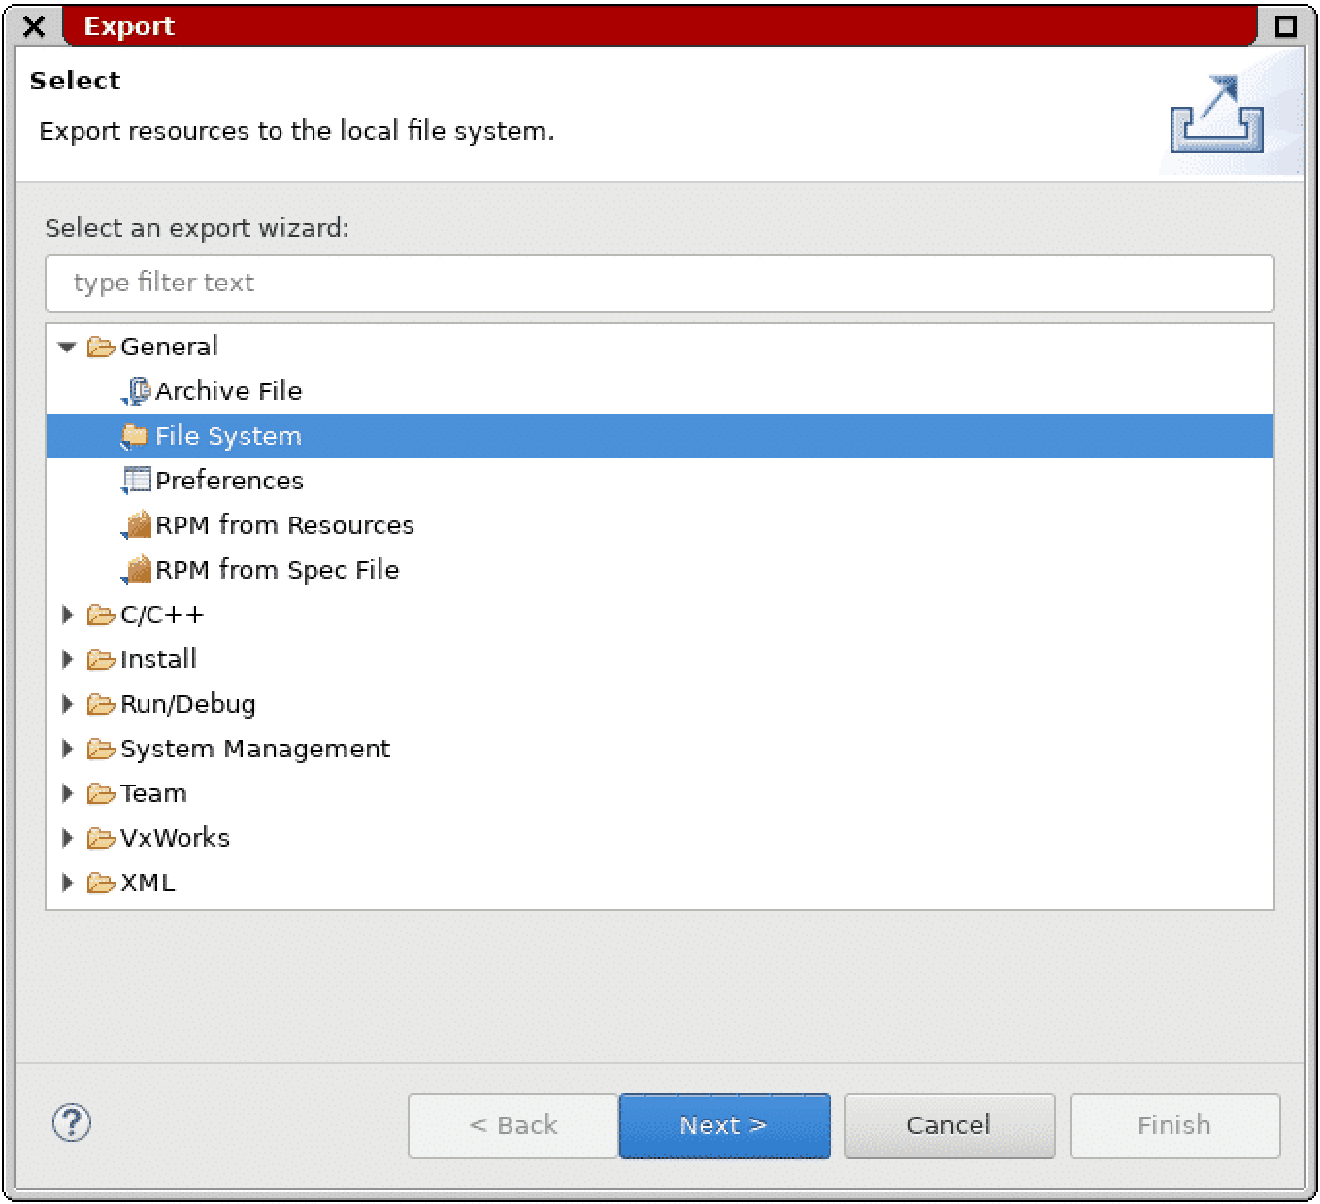 Export
Select
Export resources to the local file system.
Select an export wizard:
type filter text
General
Archive File
File System
Preferences
RPM from Resources
RPM from Spec File
C/C++
Install
Run/Debug
System Management
Team
VxWorks
XML
? < Back Next > Cancel Finish